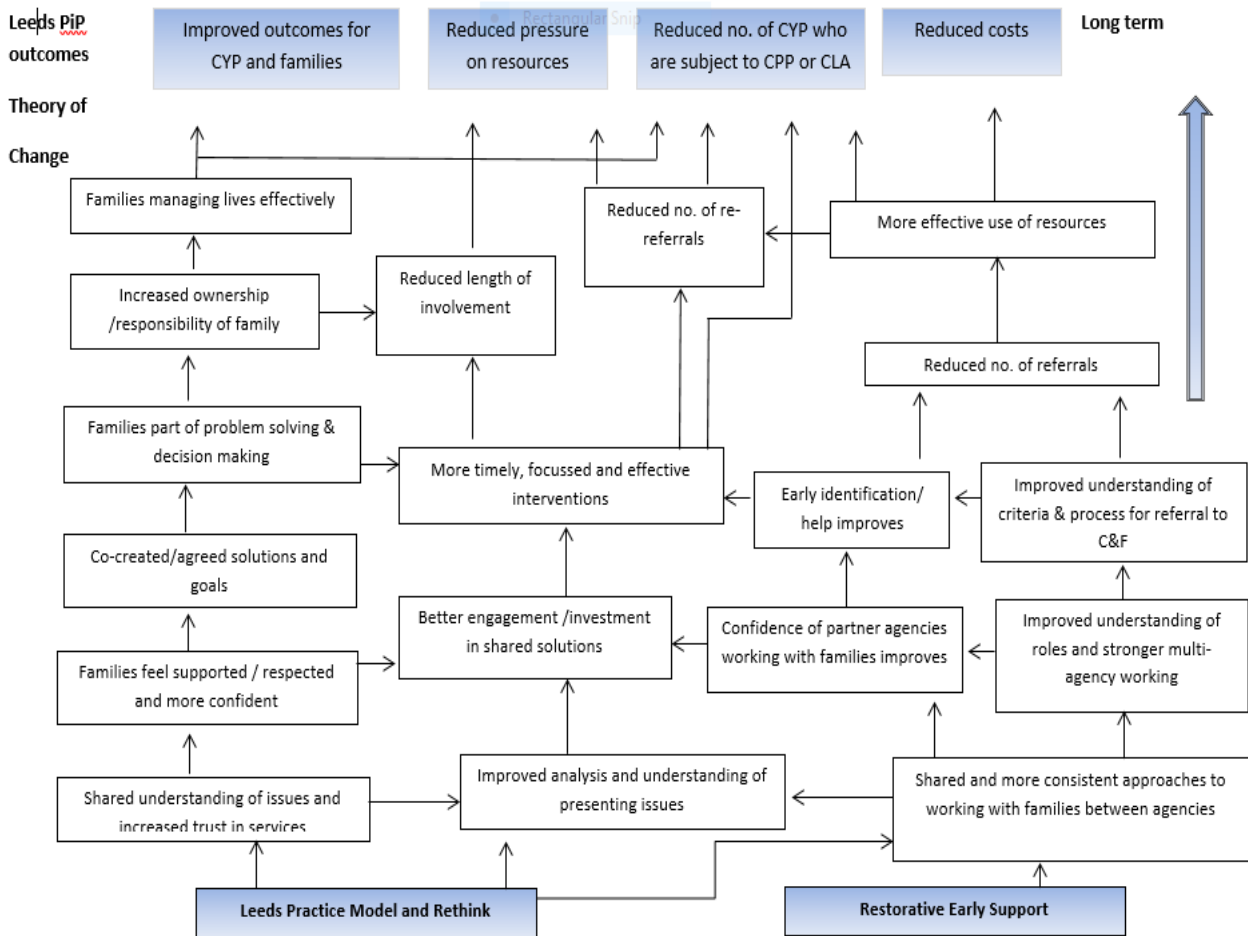 Leeds PiP
outcomes
Theory of
Change
• Rectangular Snip
Improved outcomes for
CYP and families
Reduced pressure
on resources
Reduced no. of CYP who
are subject to CPP or CLA
Reduced costs
Long term
Families managing lives effectively
Reduced no. of re-
referrals
More effective use of resources
Increased ownership
/responsibility of family
Reduced length of
involvement
Reduced no. of referrals
Families part of problem solving &
decision making
More timely, focussed and effective
interventions
Early identification/
help improves
Improved understanding of
criteria & process for referral to
C&F
Co-created/agreed solutions and
goals
Better engagement /investment
in shared solutions
Confidence of partner agencies
working with families improves
Improved understanding of
roles and stronger multi-
agency working
Families feel supported / respected
and more confident
Shared understanding of issues and
increased trust in services
Improved analysis and understanding of
presenting issues
Shared and more consistent approaches to
working with families between agencies
Leeds Practice Model and Rethink
Restorative Early Support